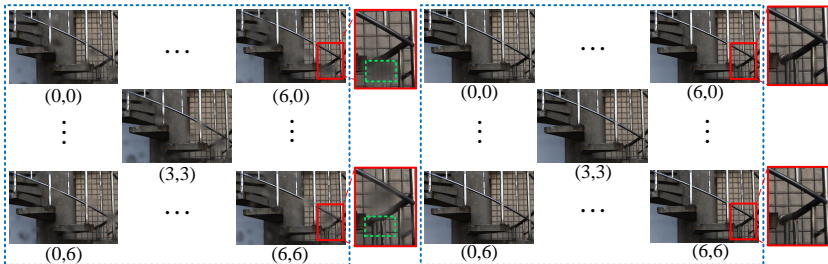 ... ...
(0,0) (6,0) (0,0) (6,0)
⋮ ⋮ ⋮ ⋮
(3,3) (3,3)
... ...
(0,6) (6,6) (0,6) (6,6)